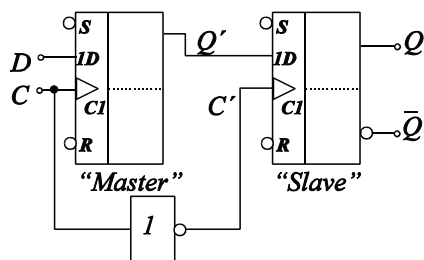 S
1D
C1
R
D
C
Q´
C´
"Master"
1
S
1D
C1
R
Q
Q̅
"Slave"